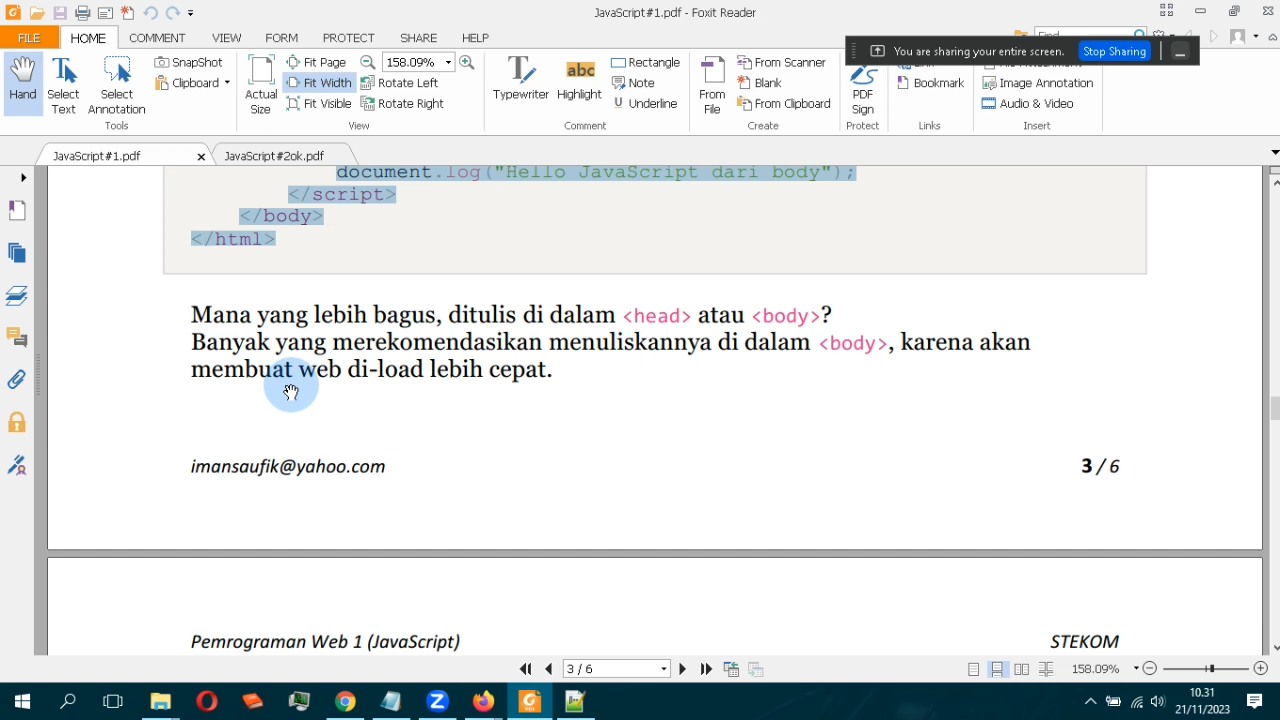 JavaScript#1.pdf - Foxit Reader
FILE HOME COMMENT VIEW FORM PROTECT SHARE HELP
Find
You are sharing your entire screen. Stop Sharing
Hand
Select Text
Select Annotation
SnapShot
Clipboard
Tools
Actual Size
Fit Page
Fit Width
Fit Visible
158.09%
Rotate Left
Rotate Right
View
Typewriter
Highlight
Rectangle
Note
Underline
Comment
From File
From Scanner
Blank
From Clipboard
Create
PDF Sign
Protect
Bookmark
Links
Image Annotation
Audio & Video
Insert
JavaScript#1.pdf
JavaScript#2ok.pdf
document.log("Hello JavaScript dari body");
</script>
</body>
</html>
Mana yang lebih bagus, ditulis di dalam <head> atau <body>?
Banyak yang merekomendasikan menuliskannya di dalam <body>, karena akan
membuat web di-load lebih cepat.
imansaufik@yahoo.com 3 / 6
Pemrograman Web 1 (JavaScript) STEKOM
3 / 6
158.09%
10.31
21/11/2023